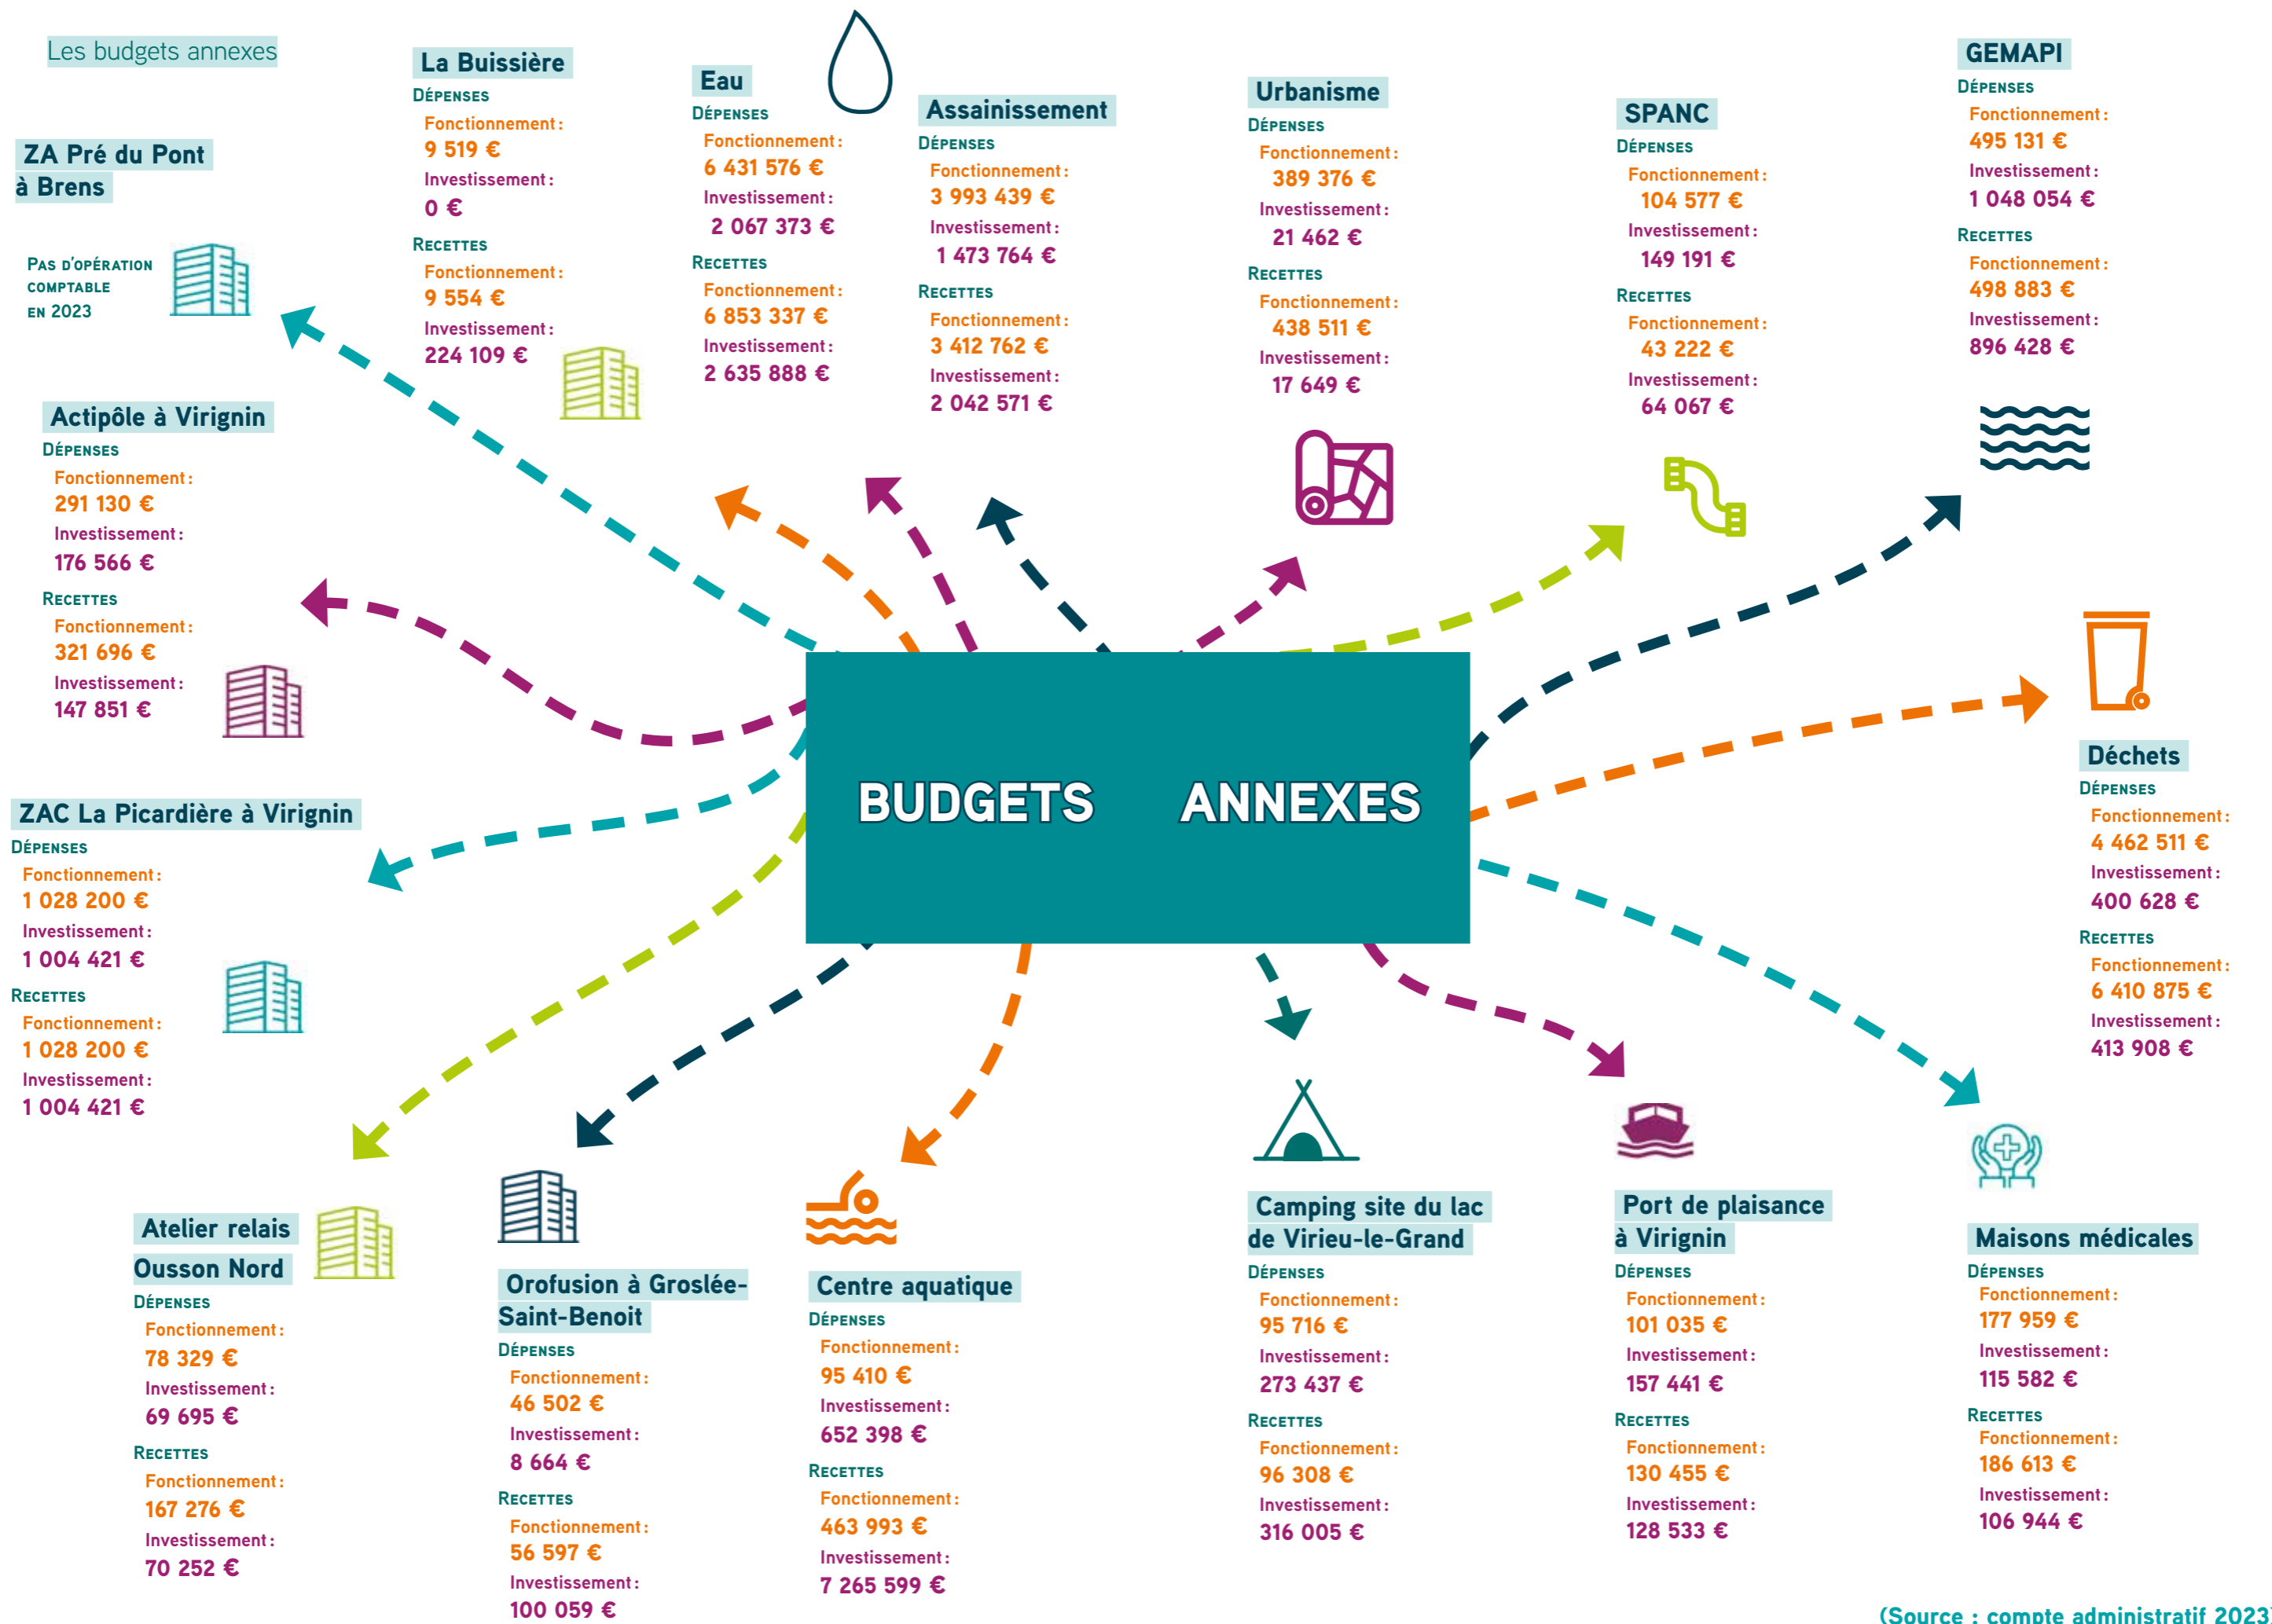 Les budgets annexes
ZA Pré du Pont
à Brens
Pas d'opération
comptable
en 2023
La Buissière
Dépenses
Fonctionnement :
9 519 €
Investissement :
0 €
Recettes
Fonctionnement :
9 554 €
Investissement :
224 109 €
Eau
Dépenses
Fonctionnement :
6 431 576 €
Investissement :
2 067 373 €
Recettes
Fonctionnement :
6 853 337 €
Investissement :
2 635 888 €
Assainissement
Dépenses
Fonctionnement :
3 993 439 €
Investissement :
1 473 764 €
Recettes
Fonctionnement :
3 412 762 €
Investissement :
2 042 571 €
Urbanisme
Dépenses
Fonctionnement :
389 376 €
Investissement :
21 462 €
Recettes
Fonctionnement :
438 511 €
Investissement :
17 649 €
SPANC
Dépenses
Fonctionnement :
104 577 €
Investissement :
149 191 €
Recettes
Fonctionnement :
43 222 €
Investissement :
64 067 €
GEMAPI
Dépenses
Fonctionnement :
495 131 €
Investissement :
1 048 054 €
Recettes
Fonctionnement :
498 883 €
Investissement :
896 428 €
Actipôle à Virignin
Dépenses
Fonctionnement :
291 130 €
Investissement :
176 566 €
Recettes
Fonctionnement :
321 696 €
Investissement :
147 851 €
BUDGETS ANNEXES
Déchets
Dépenses
Fonctionnement :
4 462 511 €
Investissement :
400 628 €
Recettes
Fonctionnement :
6 410 875 €
Investissement :
413 908 €
ZAC La Picardière à Virignin
Dépenses
Fonctionnement :
1 028 200 €
Investissement :
1 004 421 €
Recettes
Fonctionnement :
1 028 200 €
Investissement :
1 004 421 €
Atelier relais
Ousson Nord
Dépenses
Fonctionnement :
78 329 €
Investissement :
69 695 €
Recettes
Fonctionnement :
167 276 €
Investissement :
70 252 €
Orofusion à Groslée-
Saint-Benoit
Dépenses
Fonctionnement :
46 502 €
Investissement :
8 664 €
Recettes
Fonctionnement :
56 597 €
Investissement :
100 059 €
Centre aquatique
Dépenses
Fonctionnement :
95 410 €
Investissement :
652 398 €
Recettes
Fonctionnement :
463 993 €
Investissement :
7 265 599 €
Camping site du lac
de Virieu-le-Grand
Dépenses
Fonctionnement :
95 716 €
Investissement :
273 437 €
Recettes
Fonctionnement :
96 308 €
Investissement :
316 005 €
Port de plaisance
à Virignin
Dépenses
Fonctionnement :
101 035 €
Investissement :
157 441 €
Recettes
Fonctionnement :
130 455 €
Investissement :
128 533 €
Maisons médicales
Dépenses
Fonctionnement :
177 959 €
Investissement :
115 582 €
Recettes
Fonctionnement :
186 613 €
Investissement :
106 944 €
(Source : compte administratif 2023)